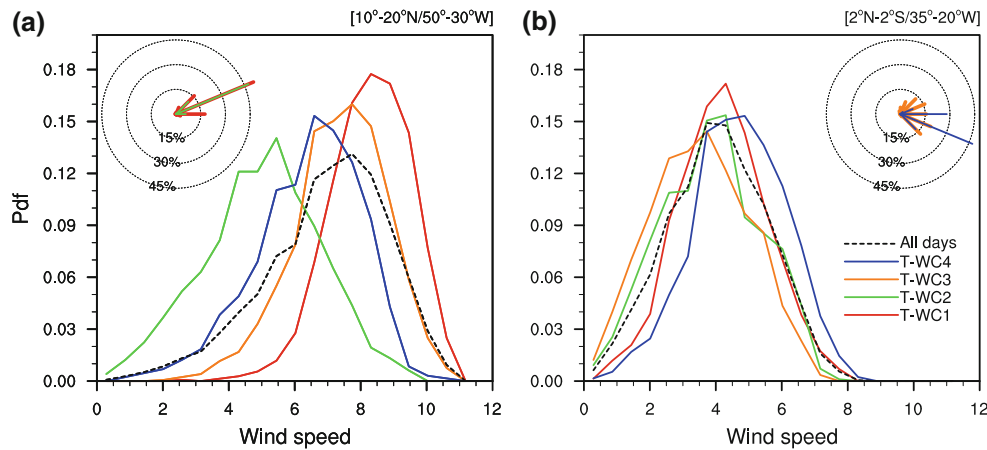 (a)
[10°-20°N/50°-30°W]
0.18
0.15
0.12
0.09
0.06
0.03
0.00
Pdf
15%
30%
45%
0 2 4 6 8 10 12
Wind speed
(b)
[2°N-2°S/35°-20°W]
0.18
0.15
0.12
0.09
0.06
0.03
0.00
15%
30%
45%
All days
T-WC4
T-WC3
T-WC2
T-WC1
0 2 4 6 8 10 12
Wind speed